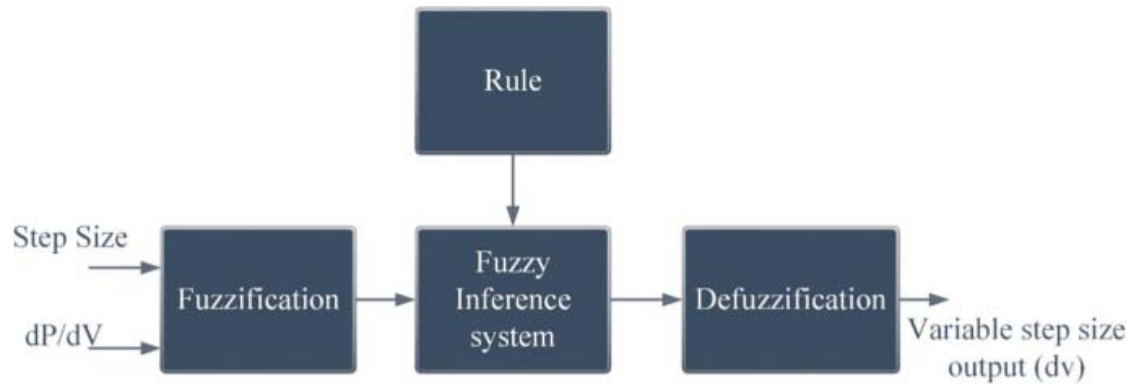 Rule
Step Size
dP/dV
Fuzzification
Fuzzy
Inference
system
Defuzzification
Variable step size
output (dv)